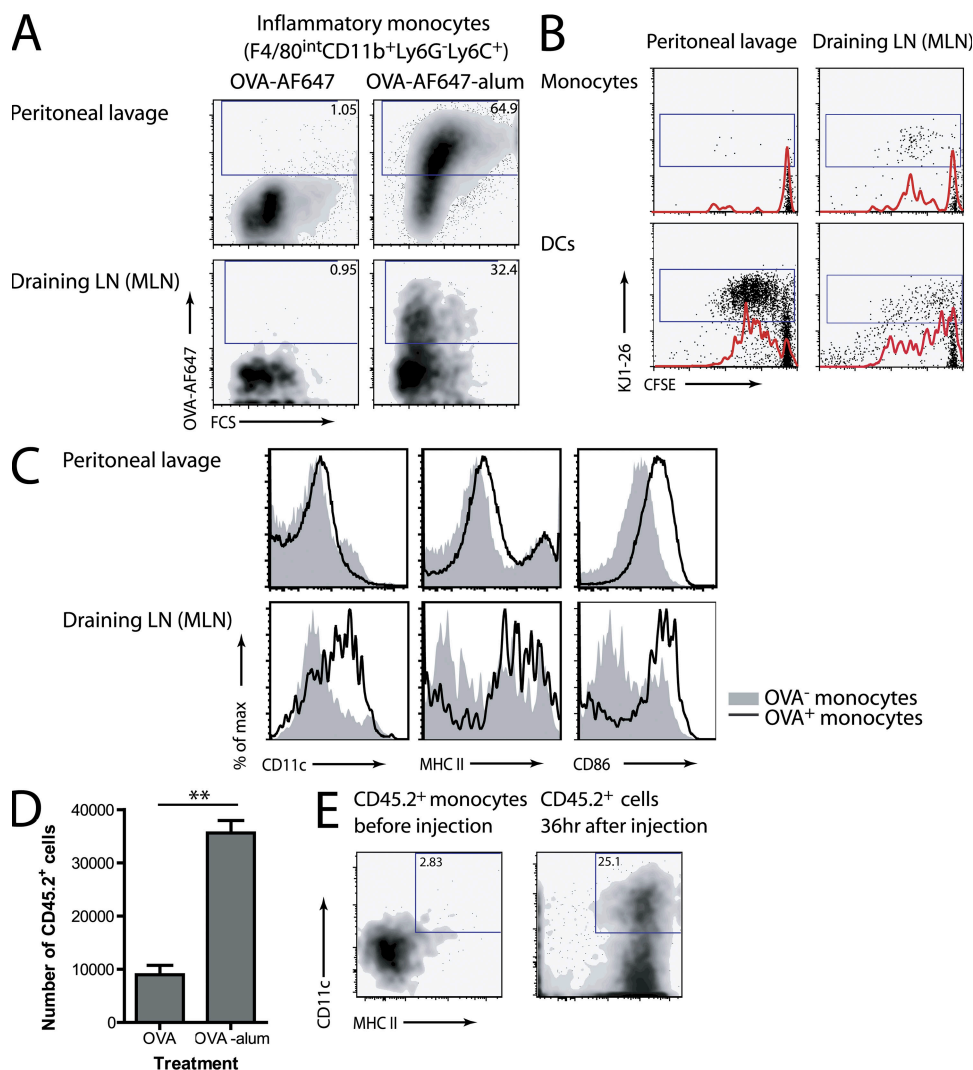 A
Inflammatory monocytes
(F4/80intCD11b+Ly6G-Ly6C+)
OVA-AF647
OVA-AF647-alum
Peritoneal lavage
1.05
64.9
Draining LN (MLN)
0.95
32.4
OVA-AF647
FCS
B
Peritoneal lavage
Draining LN (MLN)
Monocytes
DCs
KJ1-26
CFSE
C
Peritoneal lavage
Draining LN (MLN)
% of max
CD11c
MHC II
CD86
OVA- monocytes
OVA+ monocytes
D
**
Number of CD45.2+ cells
40000
30000
20000
10000
0
OVA
OVA -alum
Treatment
E
CD45.2+ monocytes
before injection
CD45.2+ cells
36hr after injection
2.83
25.1
CD11c
MHC II